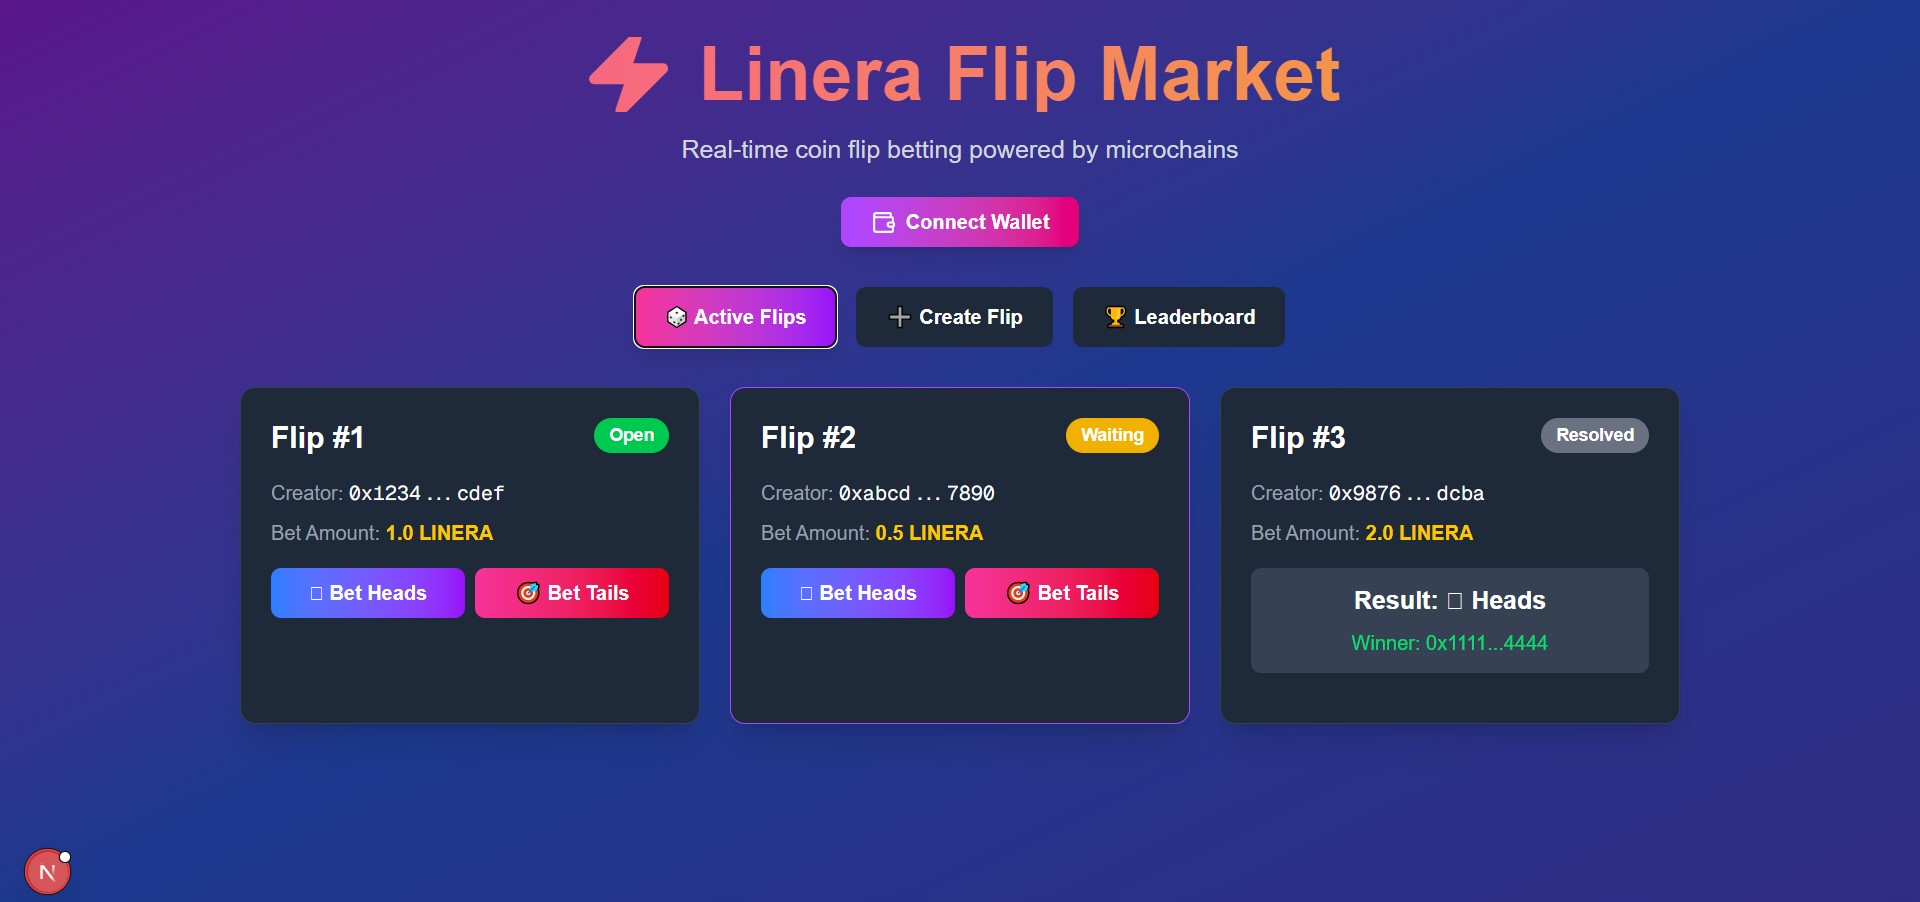 Linera Flip Market
Real-time coin flip betting powered by microchains
Connect Wallet
🎲 Active Flips
➕ Create Flip
🏆 Leaderboard
Flip #1
Open
Creator: 0x1234...cdef
Bet Amount: 1.0 LINERA
Bet Heads
🎯 Bet Tails
Flip #2
Waiting
Creator: 0xabcd...7890
Bet Amount: 0.5 LINERA
Bet Heads
🎯 Bet Tails
Flip #3
Resolved
Creator: 0x9876...dcba
Bet Amount: 2.0 LINERA
Result: Heads
Winner: 0x1111...4444
N